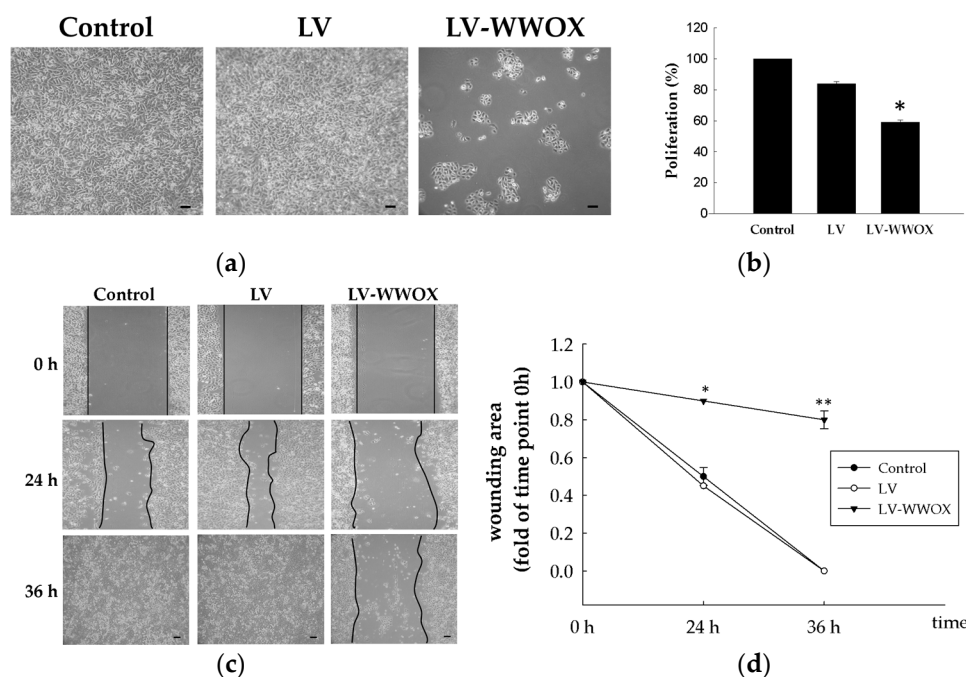 Control LV LV-WWOX
(a)
Poliferation (%)
120
100
80
60
40
20
0
*
Control LV LV-WWOX
(b)
Control LV LV-WWOX
0 h
24 h
36 h
(c)
wounding area
(fold of time point 0h)
1.2
1.0
0.8
0.6
0.4
0.2
0.0
*
**
Control
LV
LV-WWOX
0 h 24 h 36 h time
(d)